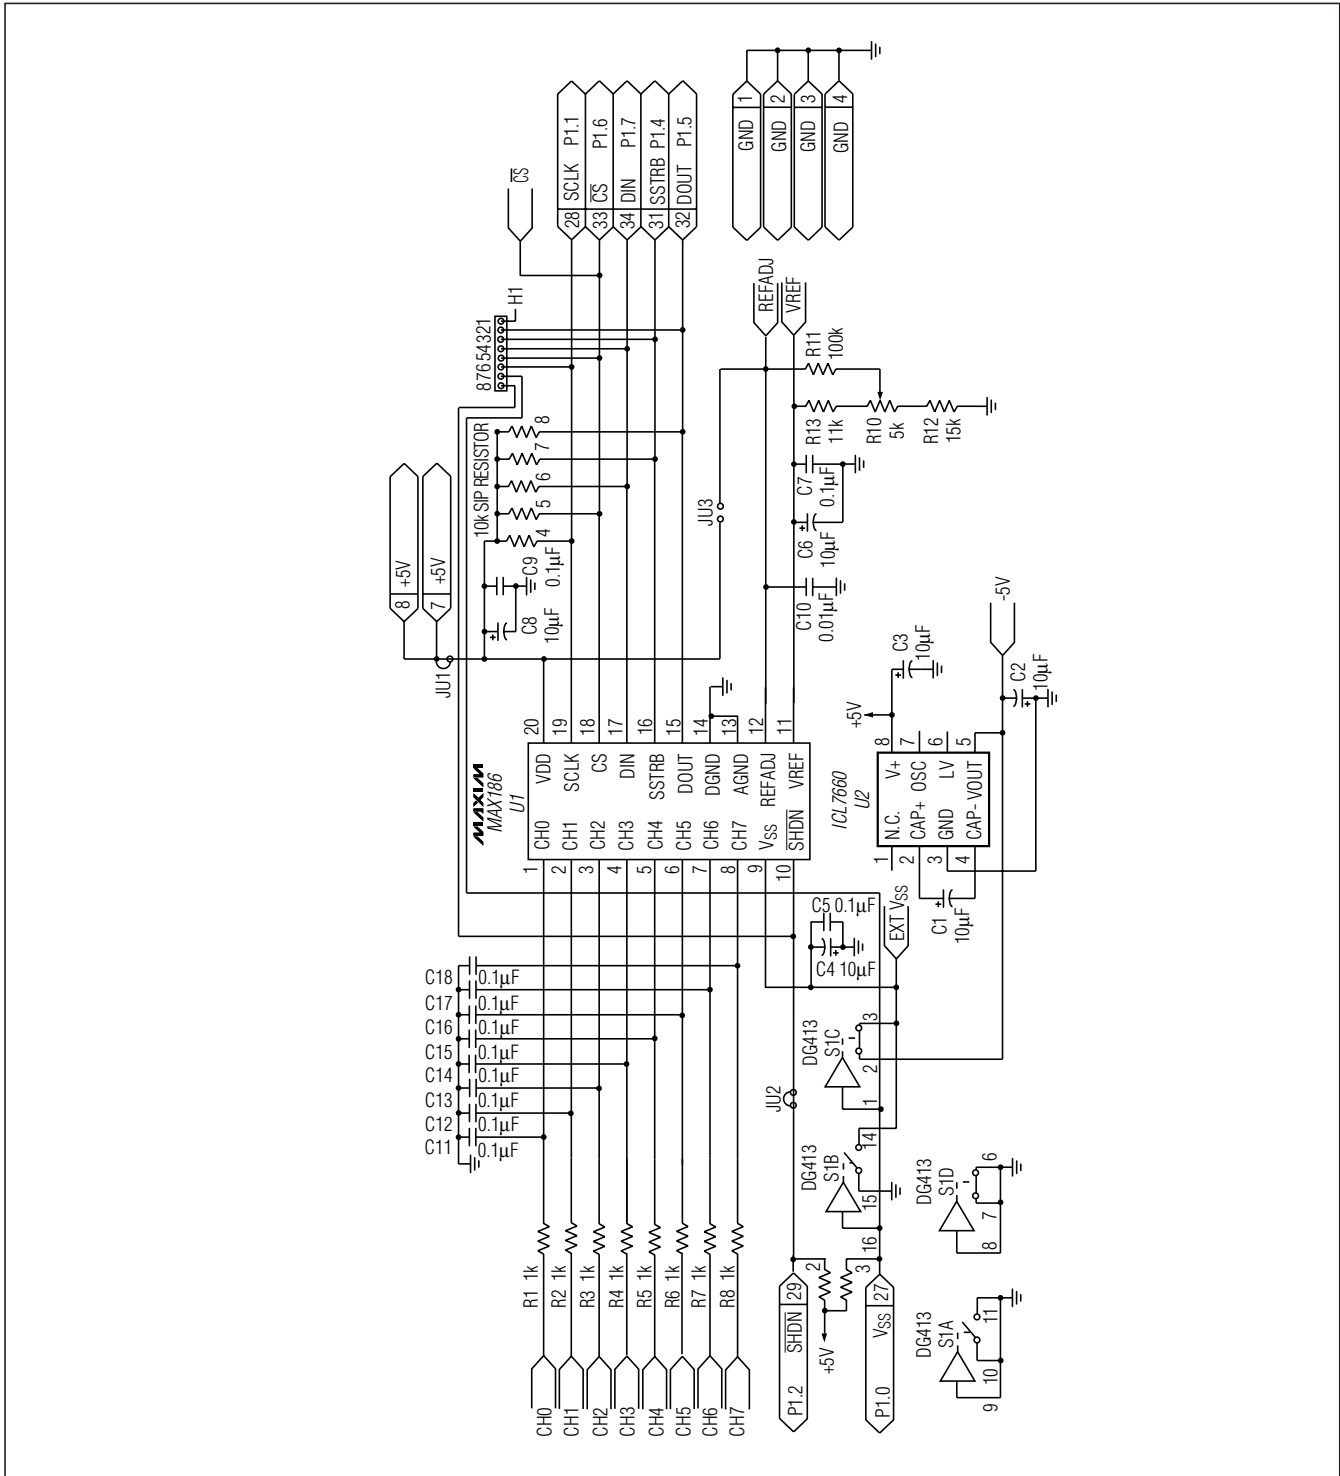 GND 1
GND 2
GND 3
GND 4
C̅S̅
28 SCLK P1.1
33 C̅S̅ P1.6
34 DIN P1.7
31 SSTRB P1.4
32 DOUT P1.5
H1
87654321
REFADJ
VREF
8 +5V
7 +5V
10k SIP RESISTOR
4
5
6
7
8
JU1
C8
10µF
C9
0.1µF
JU3
R11
100k
R13
11k
R10
5k
R12
15k
C7
0.1µF
C6
10µF
C10
0.01µF
MAXIM
MAX186
U1
20 VDD
19 SCLK
18 CS
17 DIN
16 SSTRB
15 DOUT
14 DGND
13 AGND
12 REFADJ
11 VREF
1 CH0
2 CH1
3 CH2
4 CH3
5 CH4
6 CH5
7 CH6
8 CH7
9 VSS
10 S̅H̅D̅N̅
ICL7660
U2
1 N.C.
2 CAP+
3 GND
4 CAP-
8 V+
7 OSC
6 LV
5 VOUT
+5V
C3
10µF
-5V
C2
10µF
C1
10µF
EXT VSS
C5 0.1µF
C4 10µF
C18 0.1µF
C17 0.1µF
C16 0.1µF
C15 0.1µF
C14 0.1µF
C13 0.1µF
C12 0.1µF
C11 0.1µF
DG413
S1C
1
2
3
JU2
DG413
S1B
14
15
16
DG413
S1D
6
7
8
DG413
S1A
9
10
11
R1 1k
R2 1k
R3 1k
R4 1k
R5 1k
R6 1k
R7 1k
R8 1k
CH0
CH1
CH2
CH3
CH4
CH5
CH6
CH7
P1.2 S̅H̅D̅N̅ 29
2
3
+5V
P1.0 VSS 27